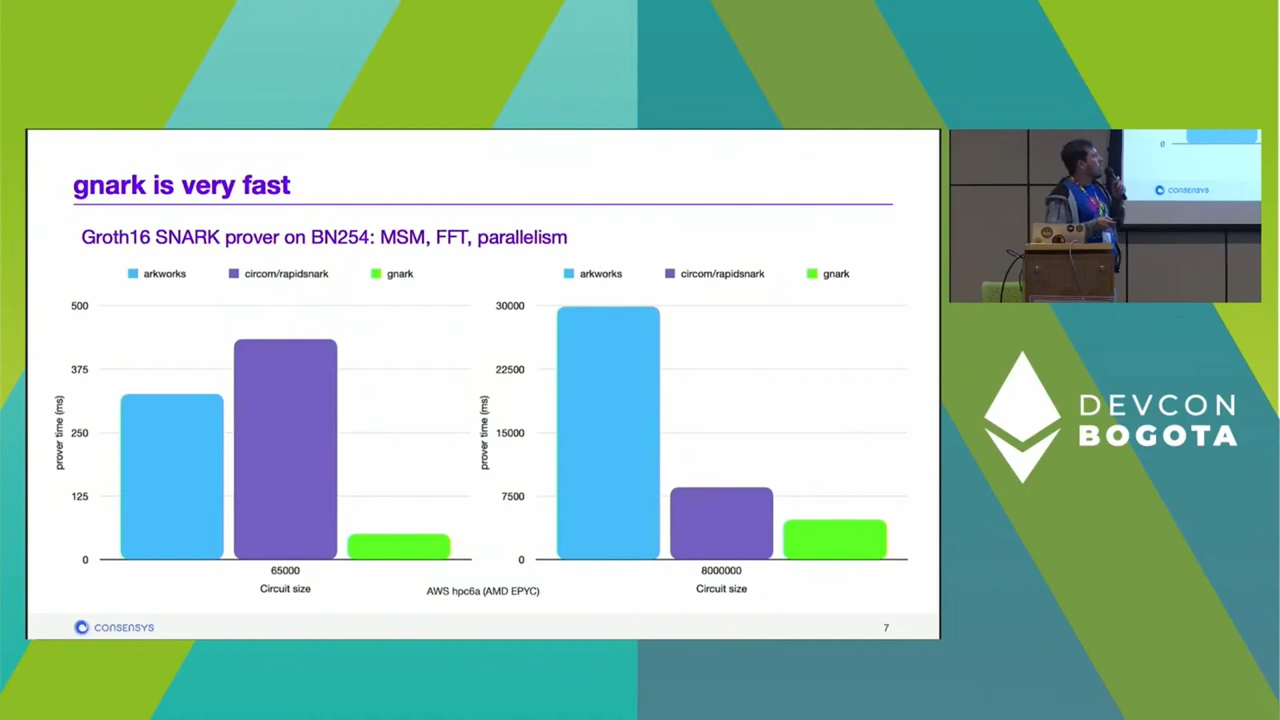 gnark is very fast
Groth16 SNARK prover on BN254: MSM, FFT, parallelism
arkworks
circom/rapidsnark
gnark
500
375
250
125
0
prover time (ms)
65000
Circuit size
arkworks
circom/rapidsnark
gnark
30000
22500
15000
7500
0
prover time (ms)
8000000
Circuit size
AWS hpc6a (AMD EPYC)
CONSENSYS
7
0
CONSENSYS
DEVCON
BOGOTA